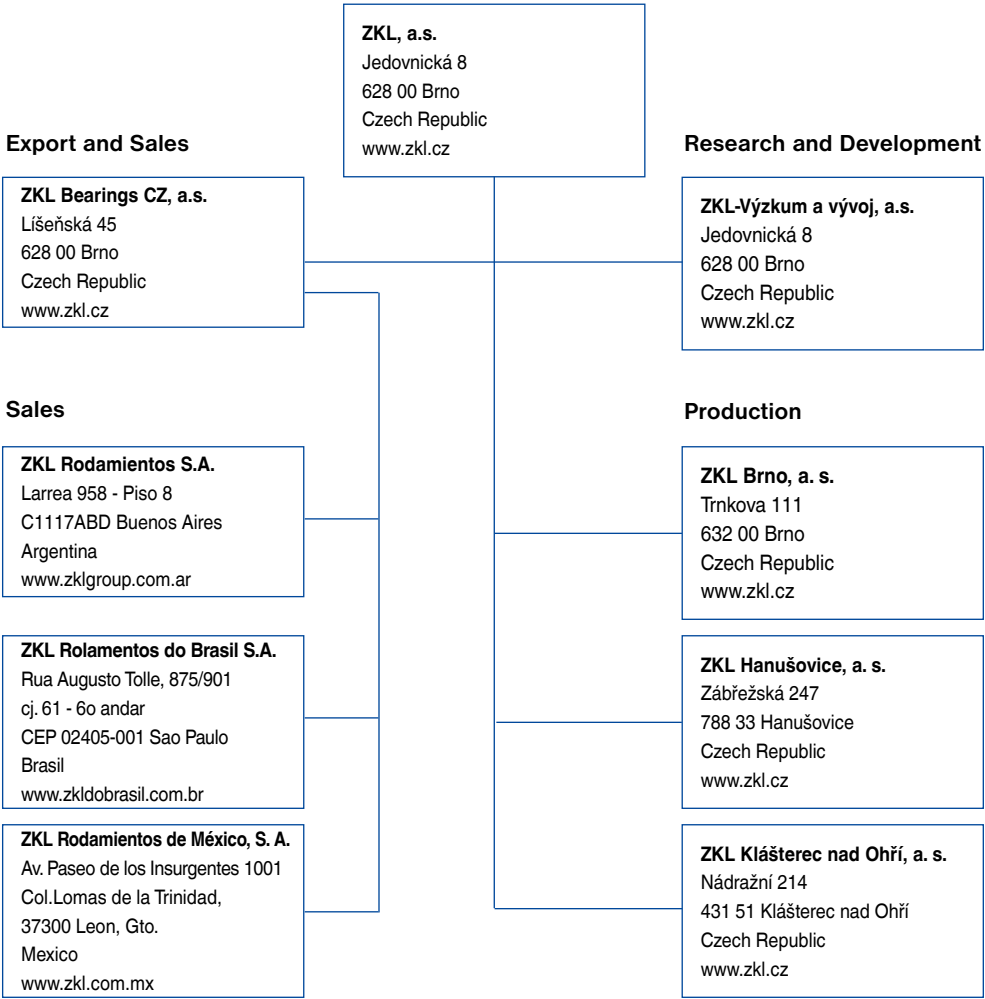 ZKL, a.s.
Jedovnická 8
628 00 Brno
Czech Republic
www.zkl.cz
Export and Sales
ZKL Bearings CZ, a.s.
Líšeňská 45
628 00 Brno
Czech Republic
www.zkl.cz
Research and Development
ZKL-Výzkum a vývoj, a.s.
Jedovnická 8
628 00 Brno
Czech Republic
www.zkl.cz
Sales
ZKL Rodamientos S.A.
Larrea 958 - Piso 8
C1117ABD Buenos Aires
Argentina
www.zklgroup.com.ar
ZKL Rolamentos do Brasil S.A.
Rua Augusto Tolle, 875/901
cj. 61 - 6o andar
CEP 02405-001 Sao Paulo
Brasil
www.zkldobrasil.com.br
ZKL Rodamientos de México, S. A.
Av. Paseo de los Insurgentes 1001
Col.Lomas de la Trinidad,
37300 Leon, Gto.
Mexico
www.zkl.com.mx
Production
ZKL Brno, a. s.
Trnkova 111
632 00 Brno
Czech Republic
www.zkl.cz
ZKL Hanušovice, a. s.
Zábřežská 247
788 33 Hanušovice
Czech Republic
www.zkl.cz
ZKL Klášterec nad Ohří, a. s.
Nádražní 214
431 51 Klášterec nad Ohří
Czech Republic
www.zkl.cz